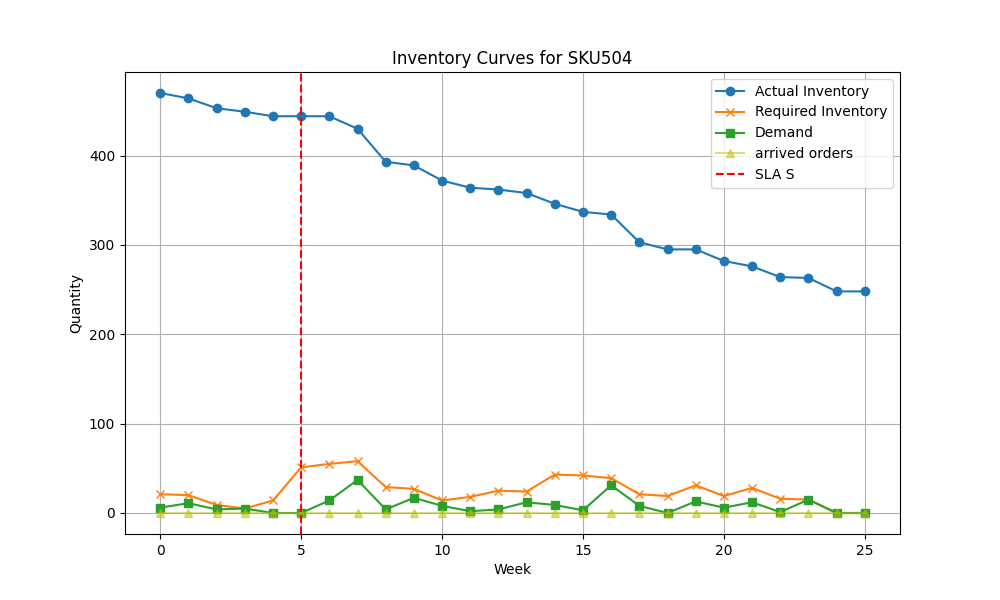 Inventory Curves for SKU504
Actual Inventory
Required Inventory
Demand
arrived orders
SLA S
Quantity
400
300
200
100
0
0 5 10 15 20 25
Week